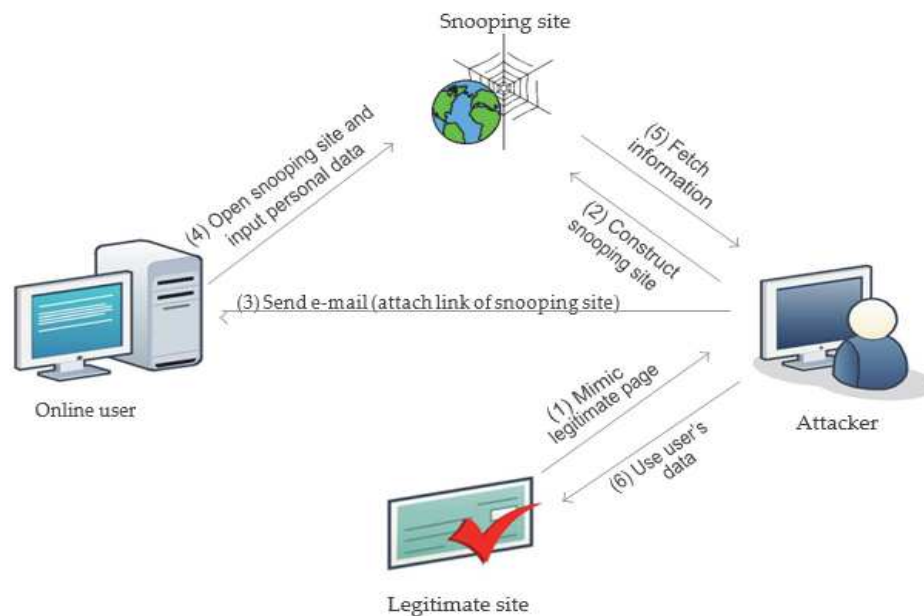 Snooping site
(4) Open snooping site and
input personal data
(5) Fetch
information
(2) Construct
snooping site
(3) Send e-mail (attach link of snooping site)
Online user
(1) Mimic
legitimate page
Attacker
(6) Use user's
data
Legitimate site